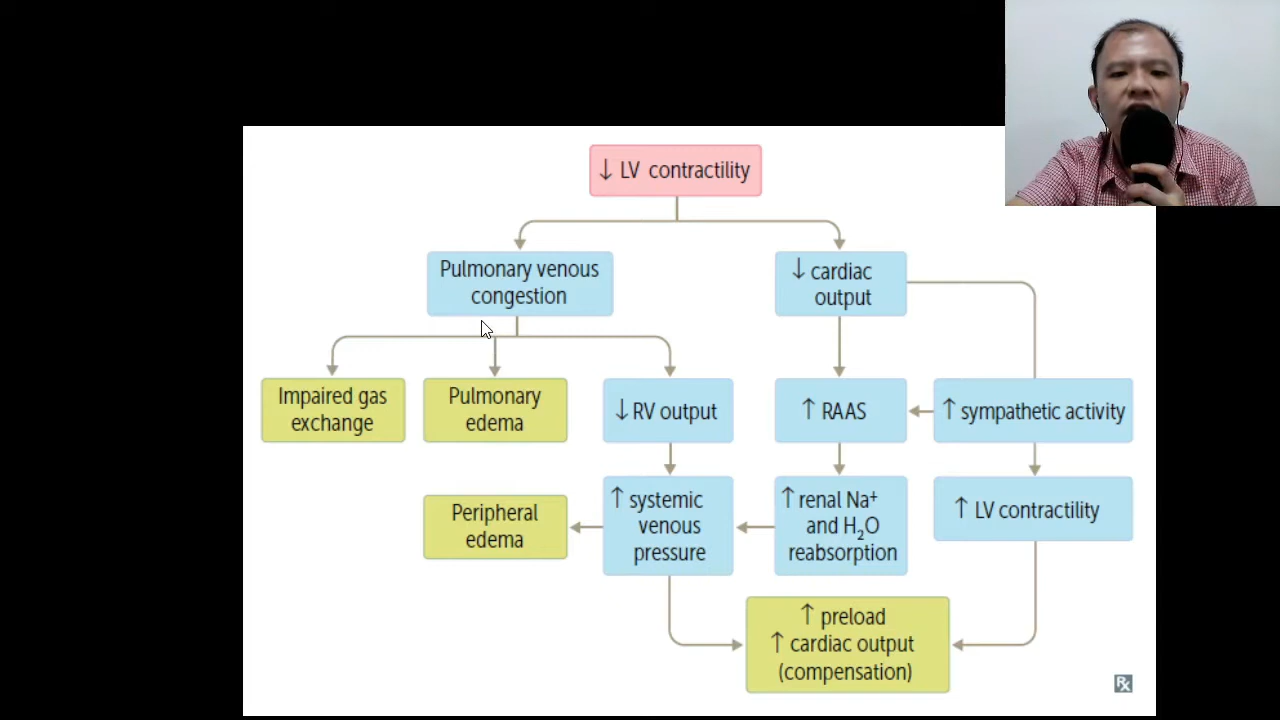 ↓ LV contractility
Pulmonary venous
congestion
↓ cardiac
output
Impaired gas
exchange
Pulmonary
edema
↓ RV output
↑ RAAS
↑ sympathetic activity
Peripheral
edema
↑ systemic
venous
pressure
↑ renal Na⁺
and H₂O
reabsorption
↑ LV contractility
↑ preload
↑ cardiac output
(compensation)
Rx